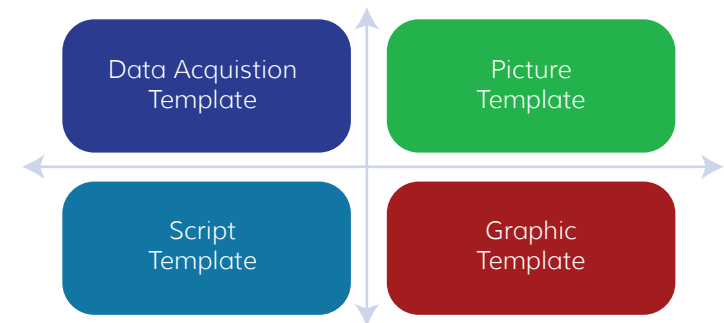 Data Acquistion
Template
Picture
Template
Script
Template
Graphic
Template